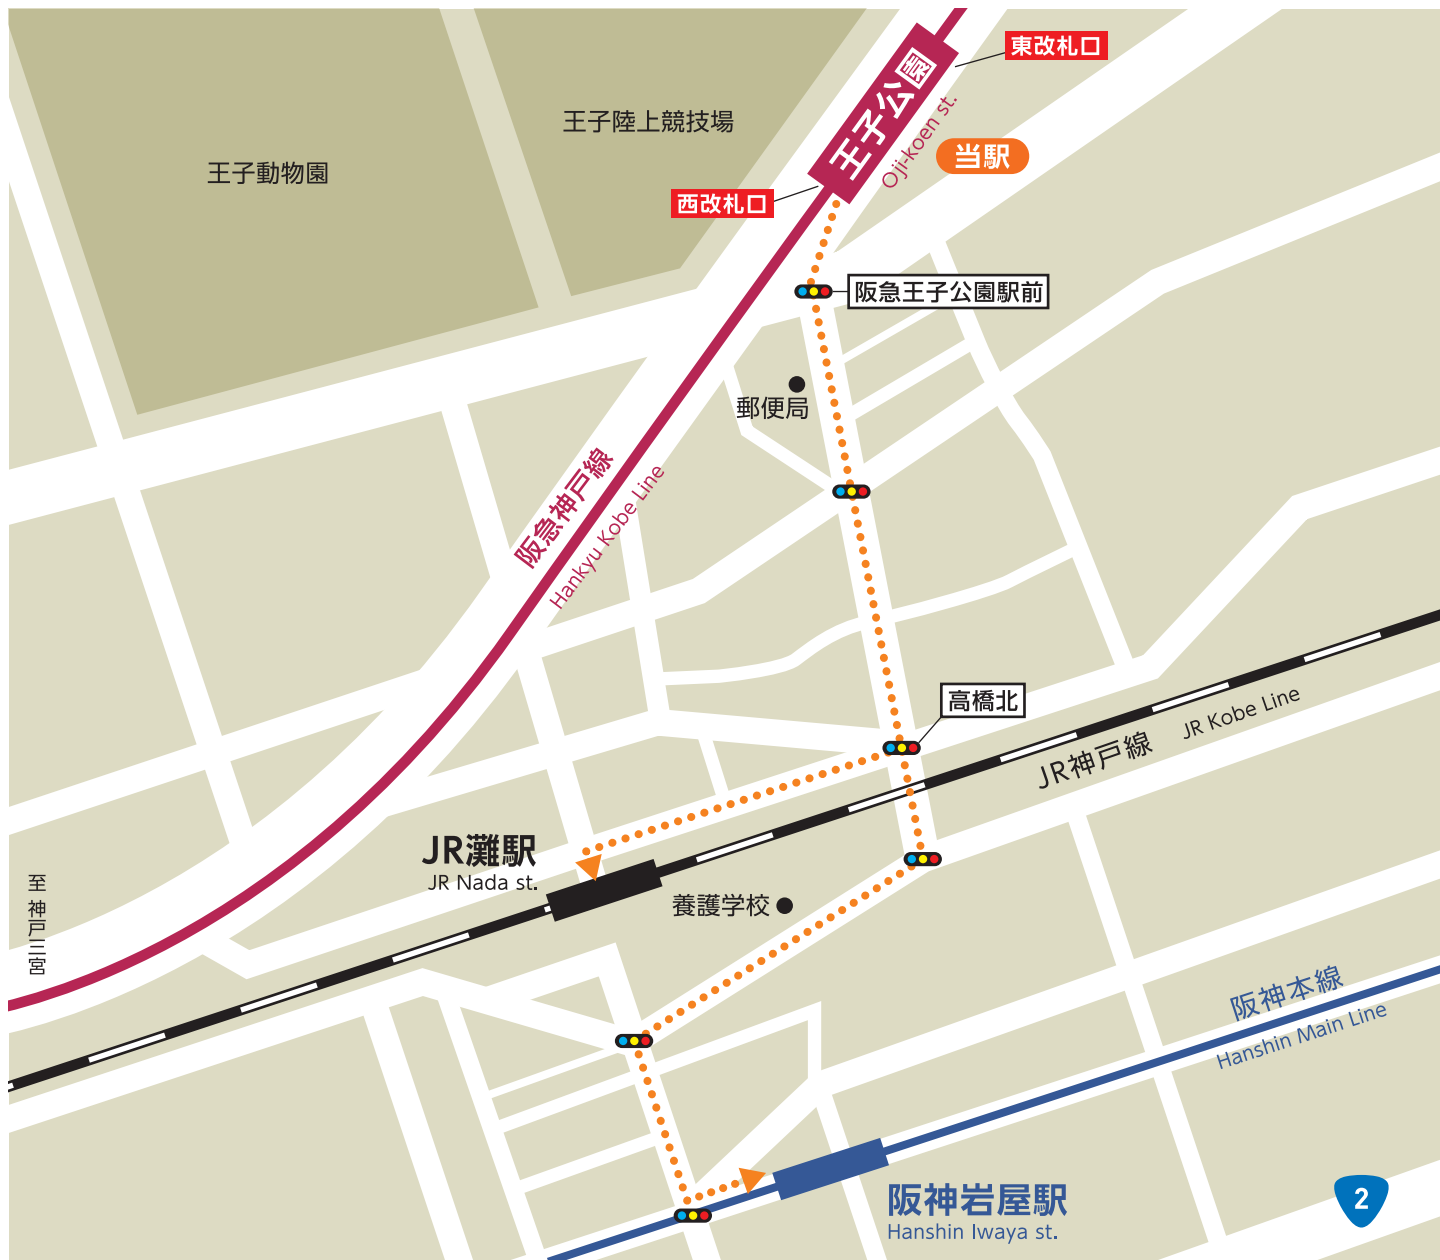 東改札口
王子公園
Oji-koen st.
王子陸上競技場
当駅
王子動物園
西改札口
阪急王子公園駅前
郵便局
阪急神戸線
Hankyu Kobe Line
高橋北
JR神戸線
JR Kobe Line
JR灘駅
JR Nada st.
養護学校
至 神戸三宮
阪神本線
Hanshin Main Line
阪神岩屋駅
Hanshin Iwaya st.
2